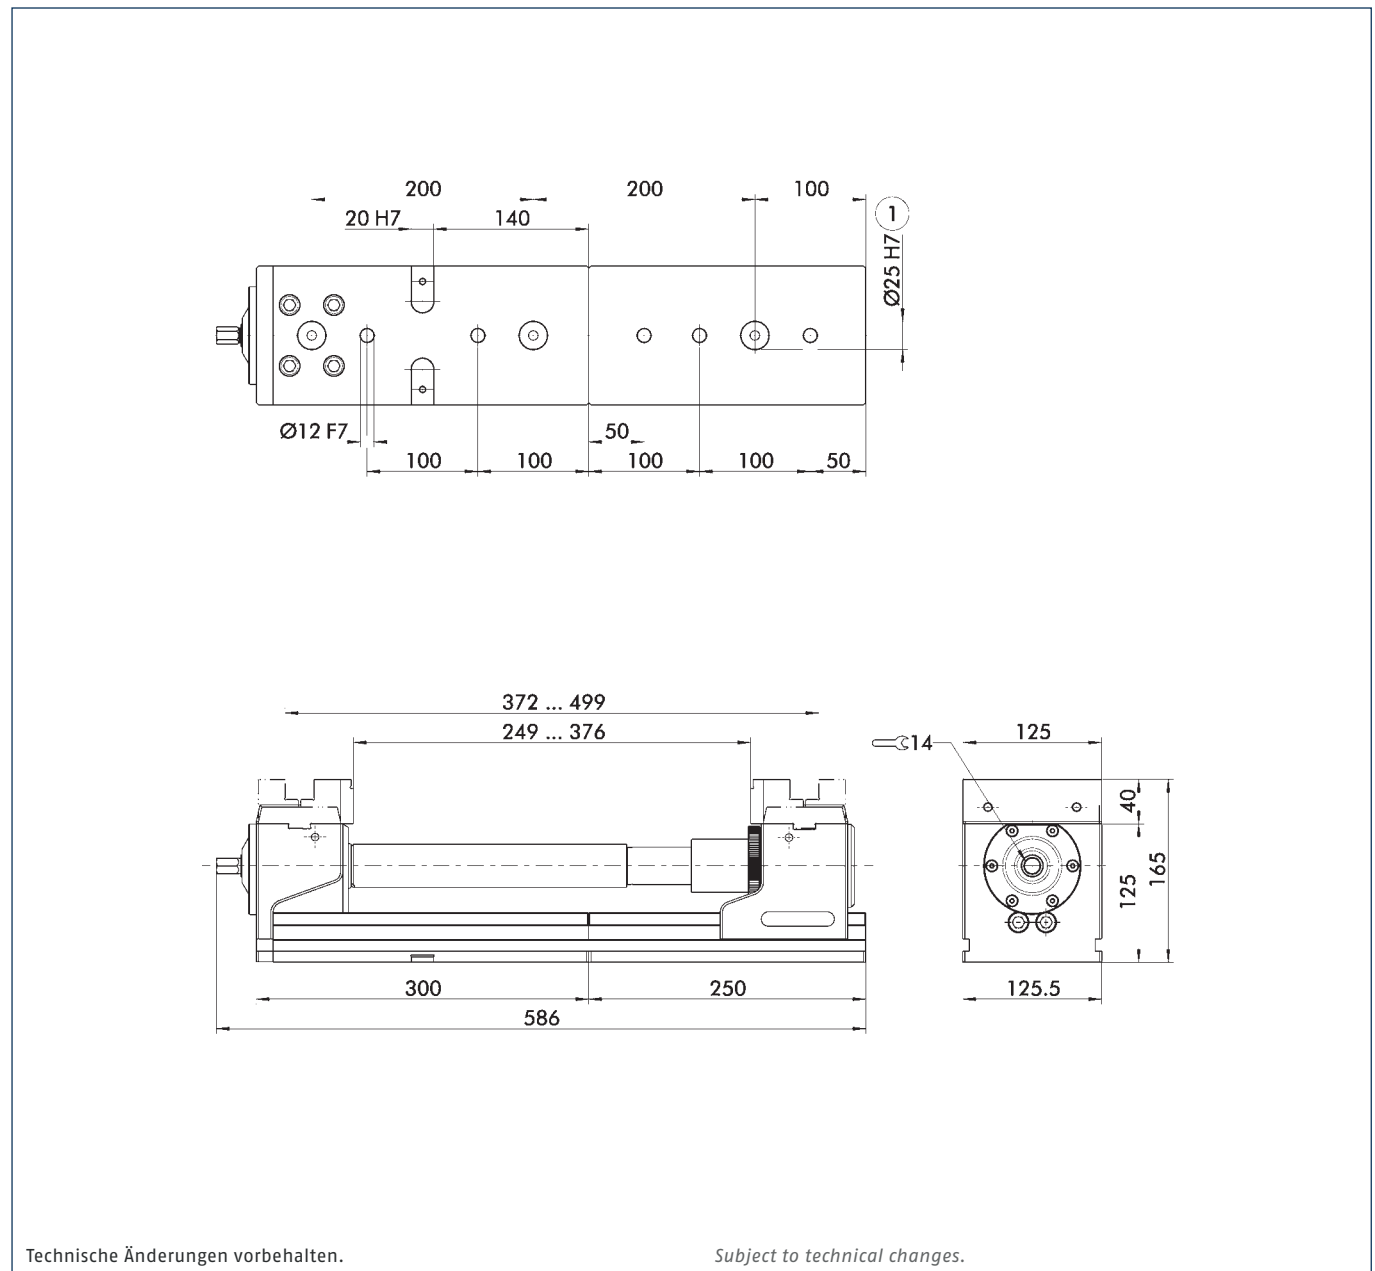 200
200
100
20 H7
140
1
Ø25 H7
Ø12 F7
50
100
100
100
100
50
372 ... 499
249 ... 376
14
125
40
125
165
300
250
125.5
586
Technische Änderungen vorbehalten.
Subject to technical changes.